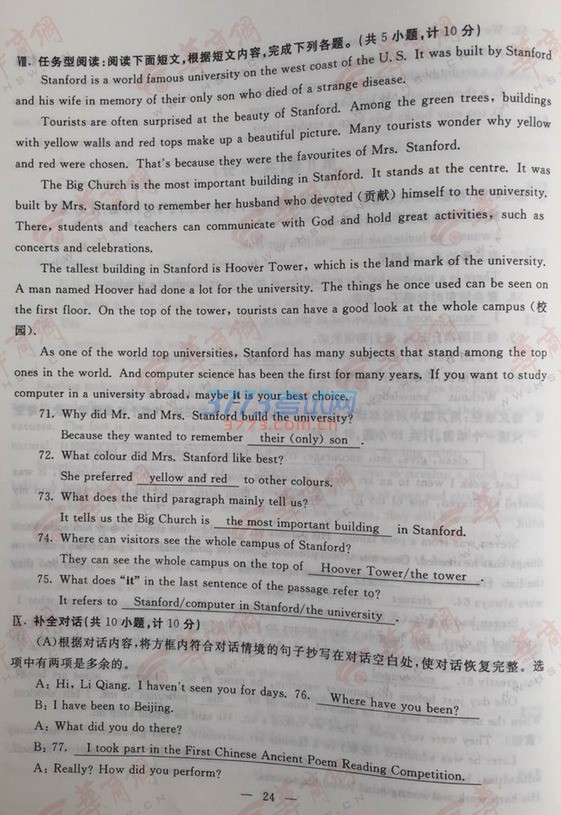 Ⅷ. 任务型阅读:阅读下面短文,根据短文内容,完成下列各题。(共 5 小题,计 10 分)
Stanford is a world famous university on the west coast of the U. S. It was built by Stanford
and his wife in memory of their only son who died of a strange disease.
Tourists are often surprised at the beauty of Stanford. Among the green trees, buildings
with yellow walls and red tops make up a beautiful picture. Many tourists wonder why yellow
and red were chosen. That's because they were the favourites of Mrs. Stanford.
The Big Church is the most important building in Stanford. It stands at the centre. It was
built by Mrs. Stanford to remember her husband who devoted (贡献) himself to the university.
There, students and teachers can communicate with God and hold great activities, such as
concerts and celebrations.
The tallest building in Stanford is Hoover Tower, which is the land mark of the university.
A man named Hoover had done a lot for the university. The things he once used can be seen on
the first floor. On the top of the tower, tourists can have a good look at the whole campus (校
园).
As one of the world top universities, Stanford has many subjects that stand among the top
ones in the world. And computer science has been the first for many years. If you want to study
computer in a university abroad, maybe it is your best choice.
71. Why did Mr. and Mrs. Stanford build the university?
Because they wanted to remember their (only) son .
72. What colour did Mrs. Stanford like best?
She preferred yellow and red to other colours.
73. What does the third paragraph mainly tell us?
It tells us the Big Church is the most important building in Stanford.
74. Where can visitors see the whole campus of Stanford?
They can see the whole campus on the top of Hoover Tower/the tower .
75. What does "it" in the last sentence of the passage refer to?
It refers to Stanford/computer in Stanford/the university .
Ⅸ. 补全对话(共 10 小题,计 10 分)
(A)根据对话内容,将方框内符合对话情境的句子抄写在对话空白处,使对话恢复完整。选
项中有两项是多余的。
A: Hi, Li Qiang. I haven't seen you for days. 76. Where have you been?
B: I have been to Beijing.
A: What did you do there?
B: 77. I took part in the First Chinese Ancient Poem Reading Competition.
A: Really? How did you perform?
— 24 —
3773考试网
3773.com.cn